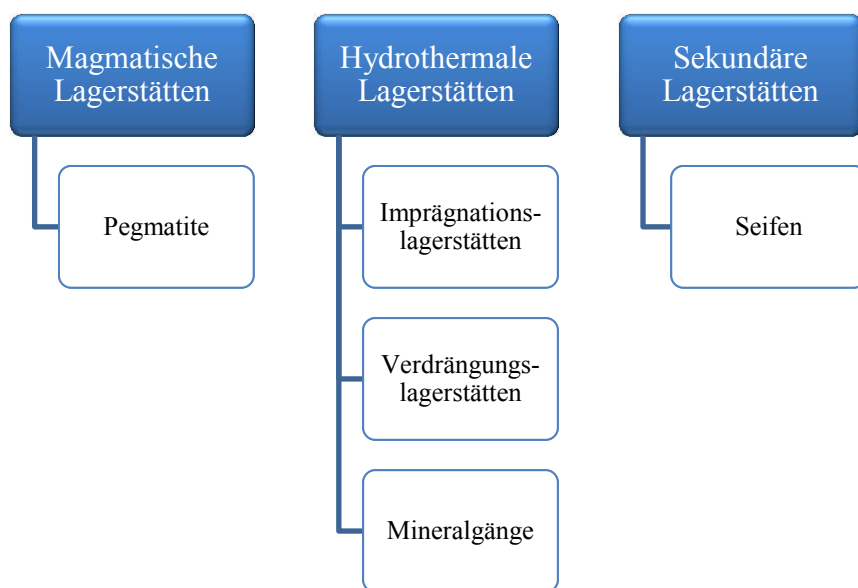 Magmatische
Lagerstätten
Pegmatite
Hydrothermale
Lagerstätten
Imprägnations-
lagerstätten
Verdrängungs-
lagerstätten
Mineralgänge
Sekundäre
Lagerstätten
Seifen